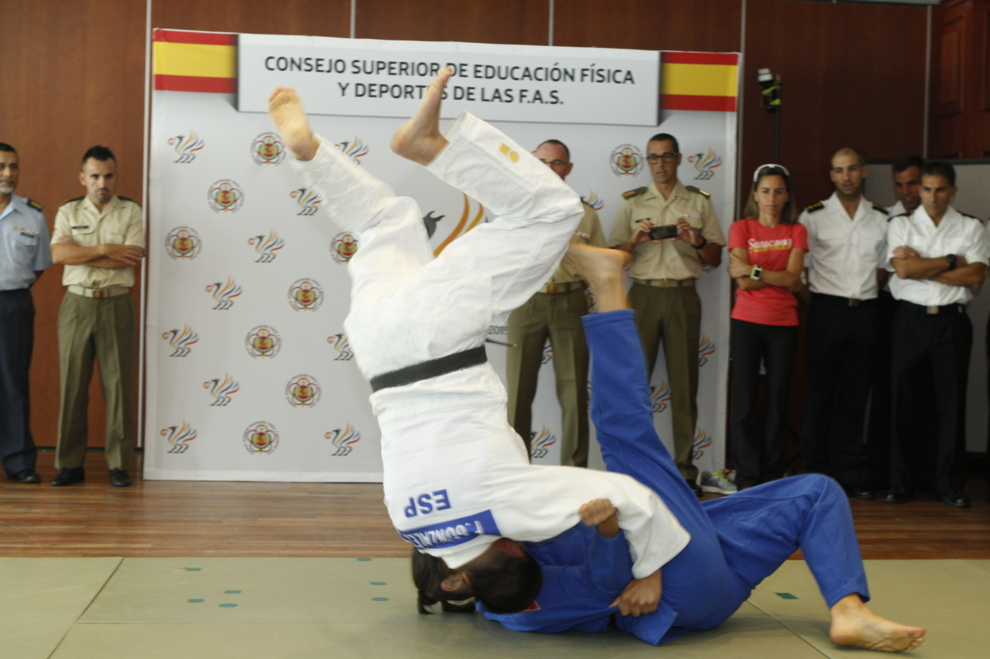 CONSEJO SUPERIOR DE EDUCACIÓN FÍSICA
Y DEPORTES DE LAS F.A.S.
ESP